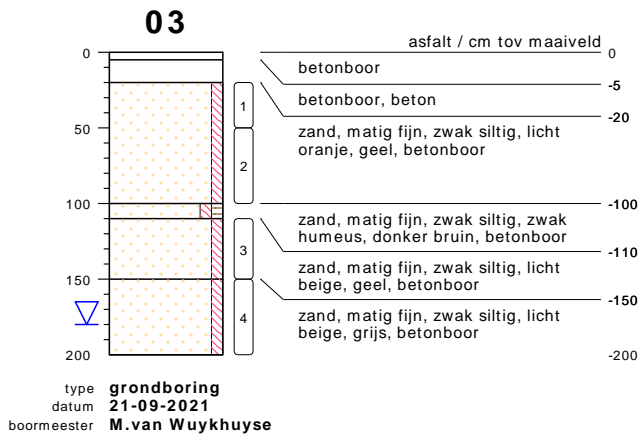 03
asfalt / cm tov maaiveld
0
0
betonboor
-5
betonboor, beton
-20
zand, matig fijn, zwak siltig, licht
oranje, geel, betonboor
1
50
2
100
-100
zand, matig fijn, zwak siltig, zwak
humeus, donker bruin, betonboor
-110
3
zand, matig fijn, zwak siltig, licht
beige, geel, betonboor
150
-150
zand, matig fijn, zwak siltig, licht
beige, grijs, betonboor
4
200
-200
type grondboring
datum 21-09-2021
boormeester M.van Wuykhuyse